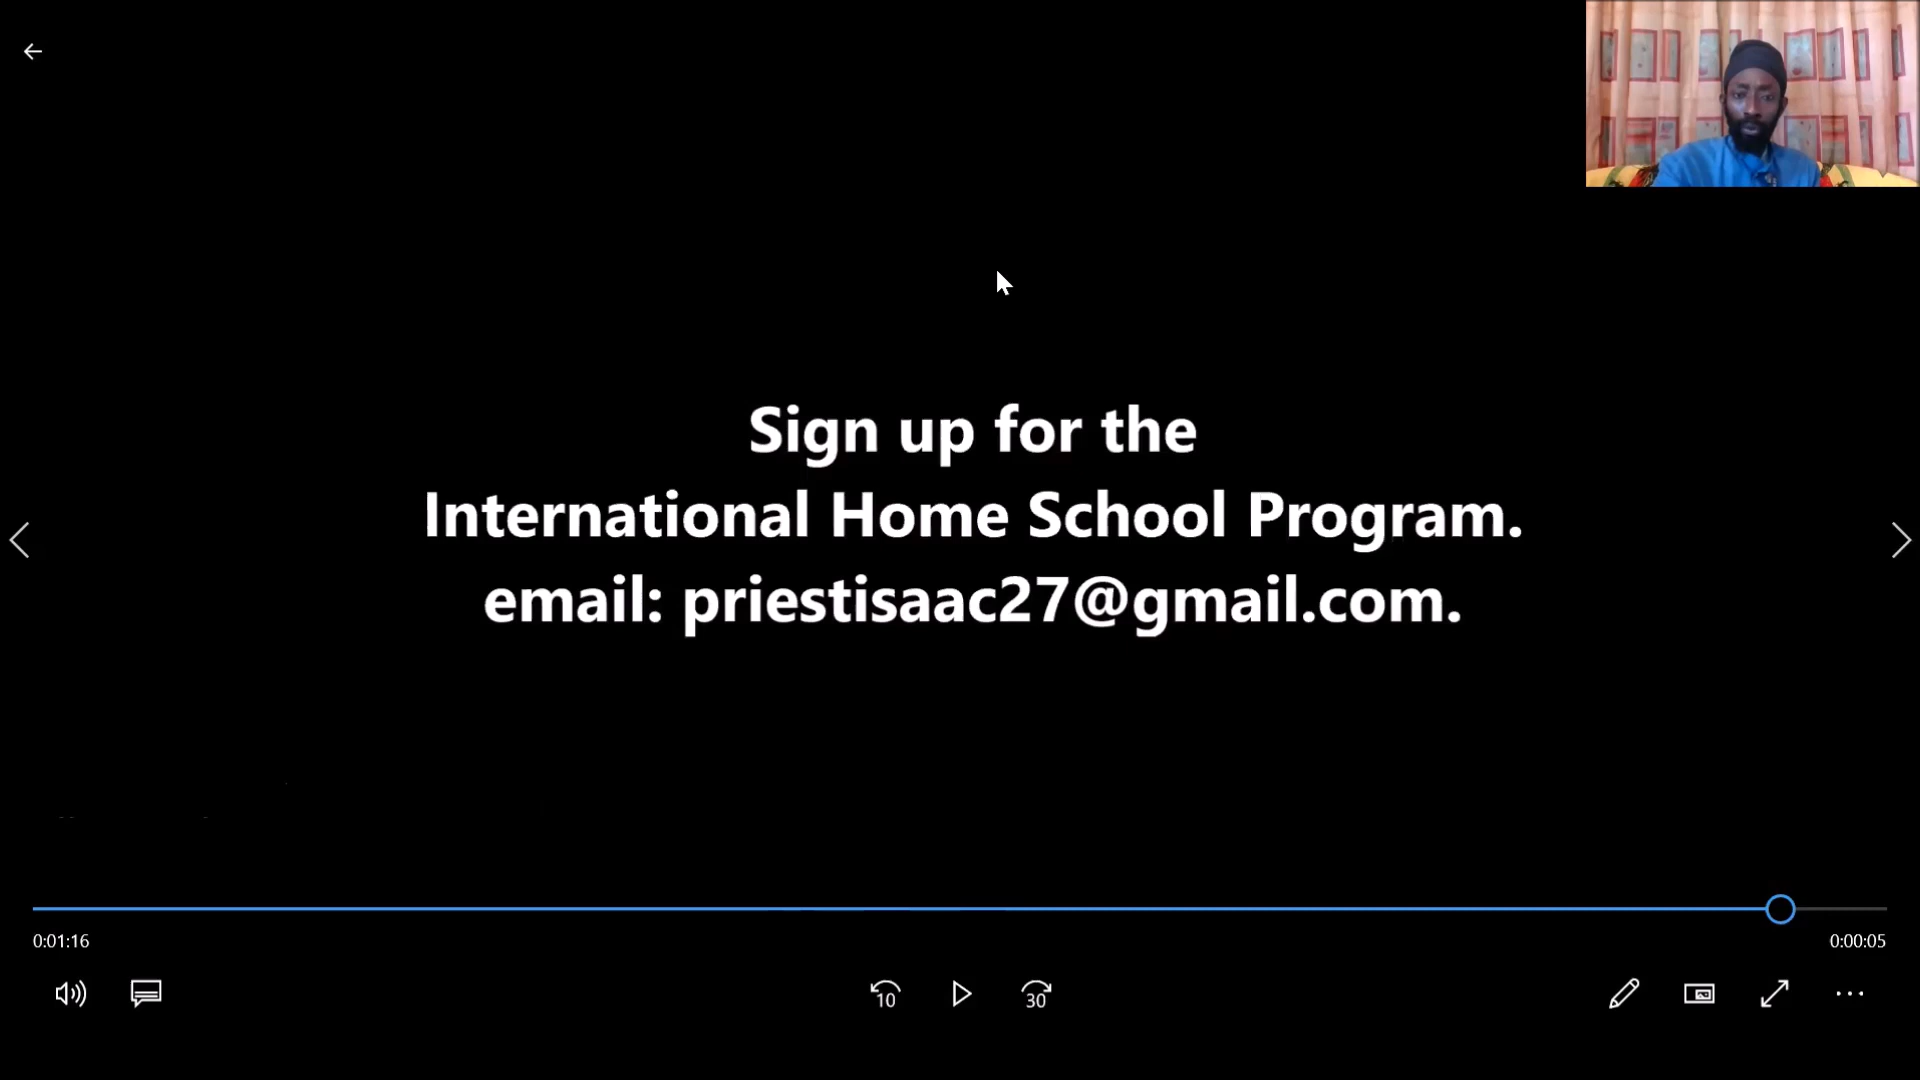 Sign up for the
International Home School Program.
email: priestisaac27@gmail.com.
0:01:16
0:00:05
10
30